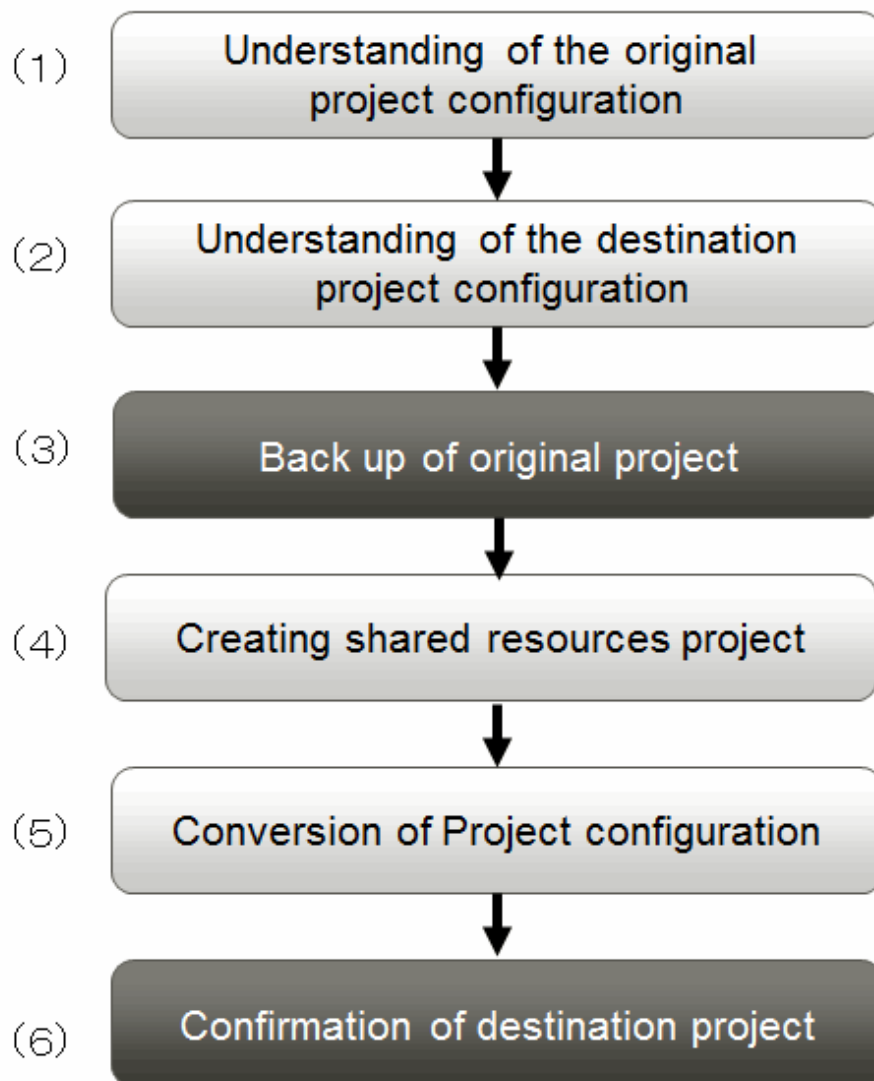 (1)
Understanding of the original
project configuration
(2)
Understanding of the destination
project configuration
(3)
Back up of original project
(4)
Creating shared resources project
(5)
Conversion of Project configuration
(6)
Confirmation of destination project